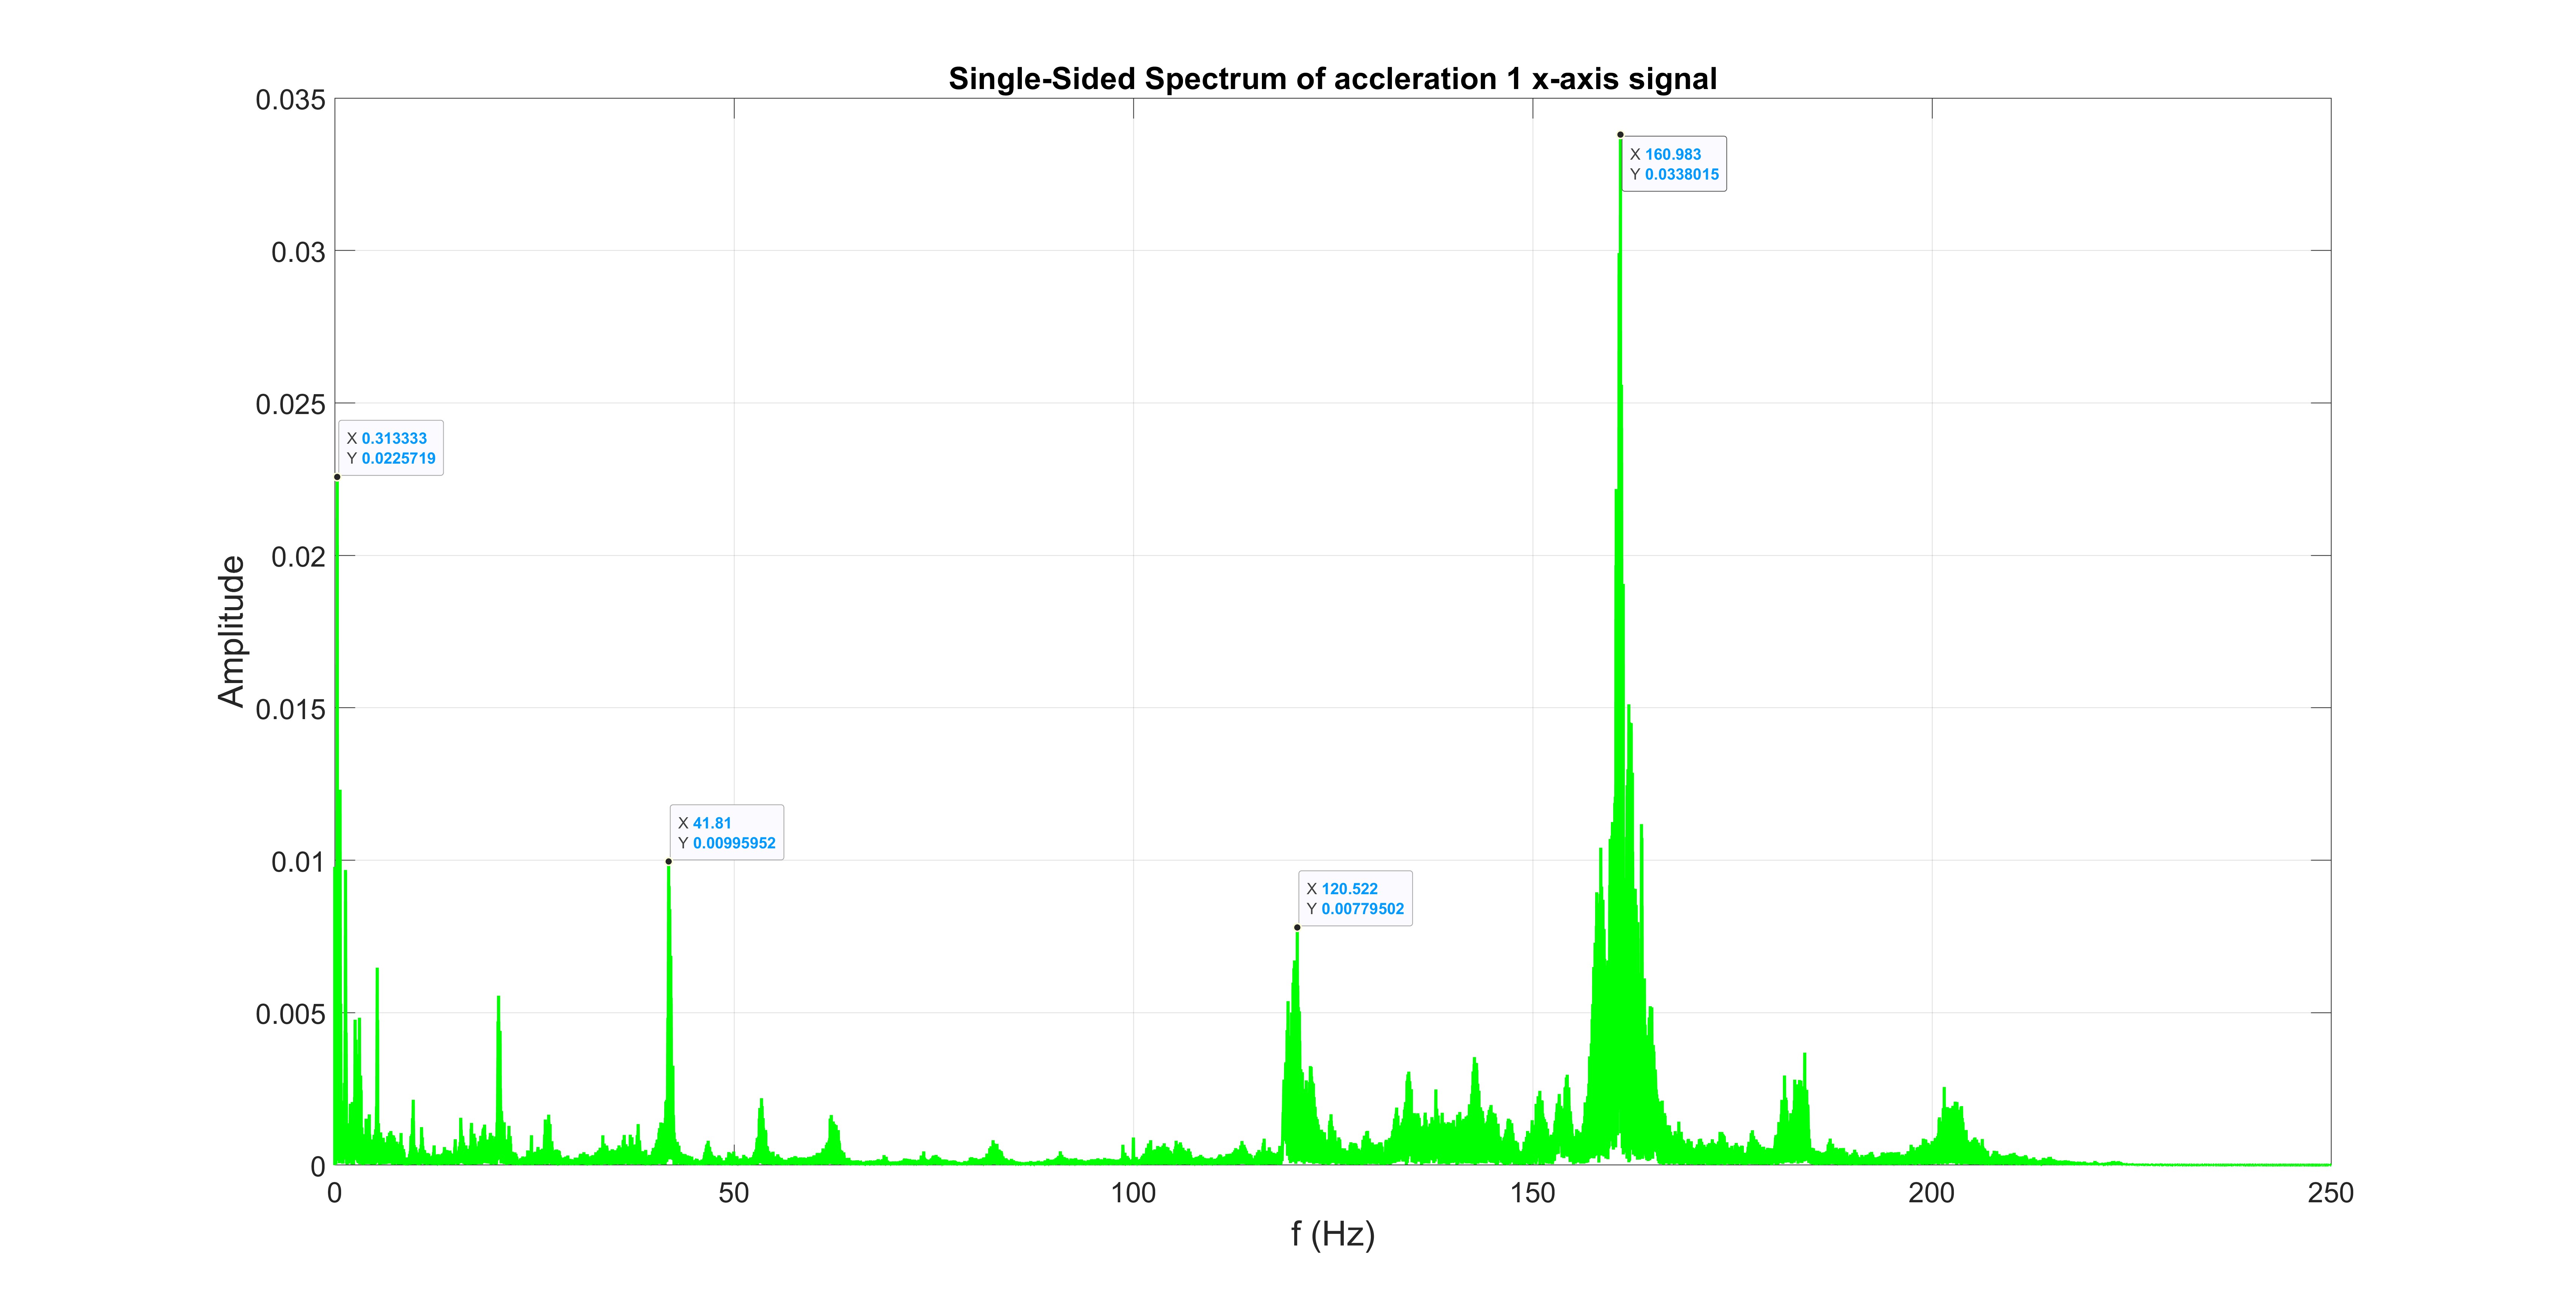 Single-Sided Spectrum of accleration 1 x-axis signal
0.035
X 160.983
Y 0.0338015
0.03
0.025
X 0.313333
Y 0.0225719
0.02
Amplitude
0.015
X 41.81
Y 0.00995952
0.01
X 120.522
Y 0.00779502
0.005
0
0 50 100 150 200 250
f (Hz)